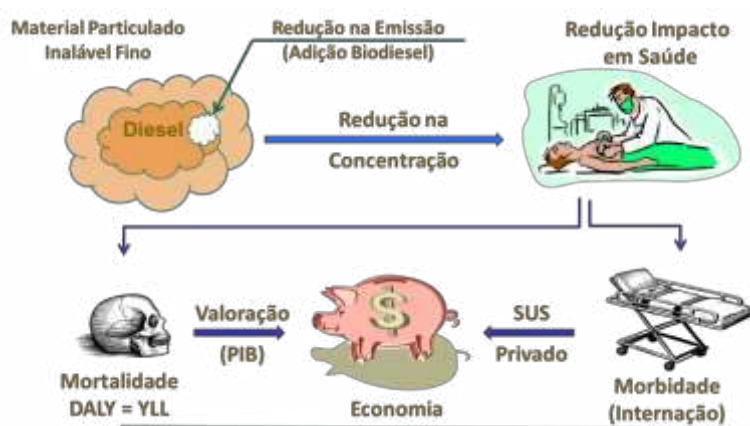 Material Particulado
Inalável Fino
Redução na Emissão
(Adição Biodiesel)
Redução Impacto
em Saúde
Diesel
Redução na
Concentração
Valoração
(PIB)
$
SUS
Privado
Mortalidade
DALY = YLL
Economia
Morbidade
(Internação)